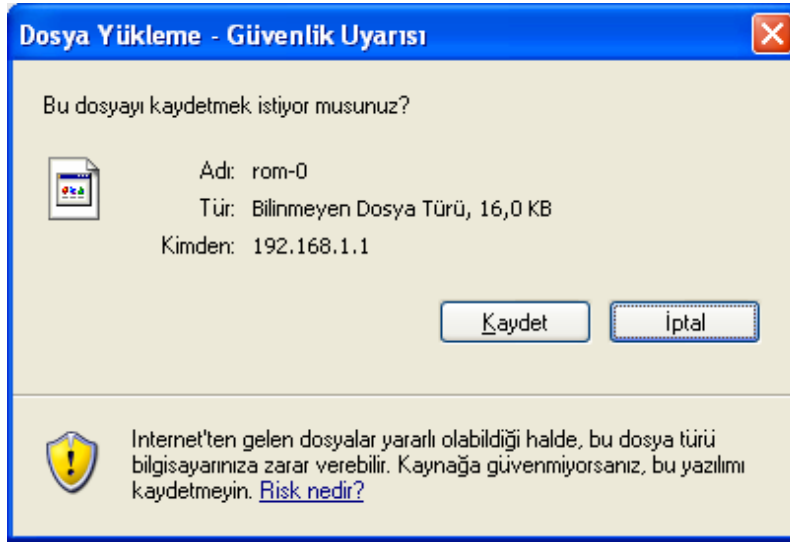 Dosya Yükleme - Güvenlik Uyarısı
Bu dosyayı kaydetmek istiyor musunuz?
Adı: rom-0
Tür: Bilinmeyen Dosya Türü, 16,0 KB
Kimden: 192.168.1.1
Kaydet İptal
Internet'ten gelen dosyalar yararlı olabildiği halde, bu dosya türü
bilgisayarınıza zarar verebilir. Kaynağa güvenmiyorsanız, bu yazılımı
kaydetmeyin. Risk nedir?